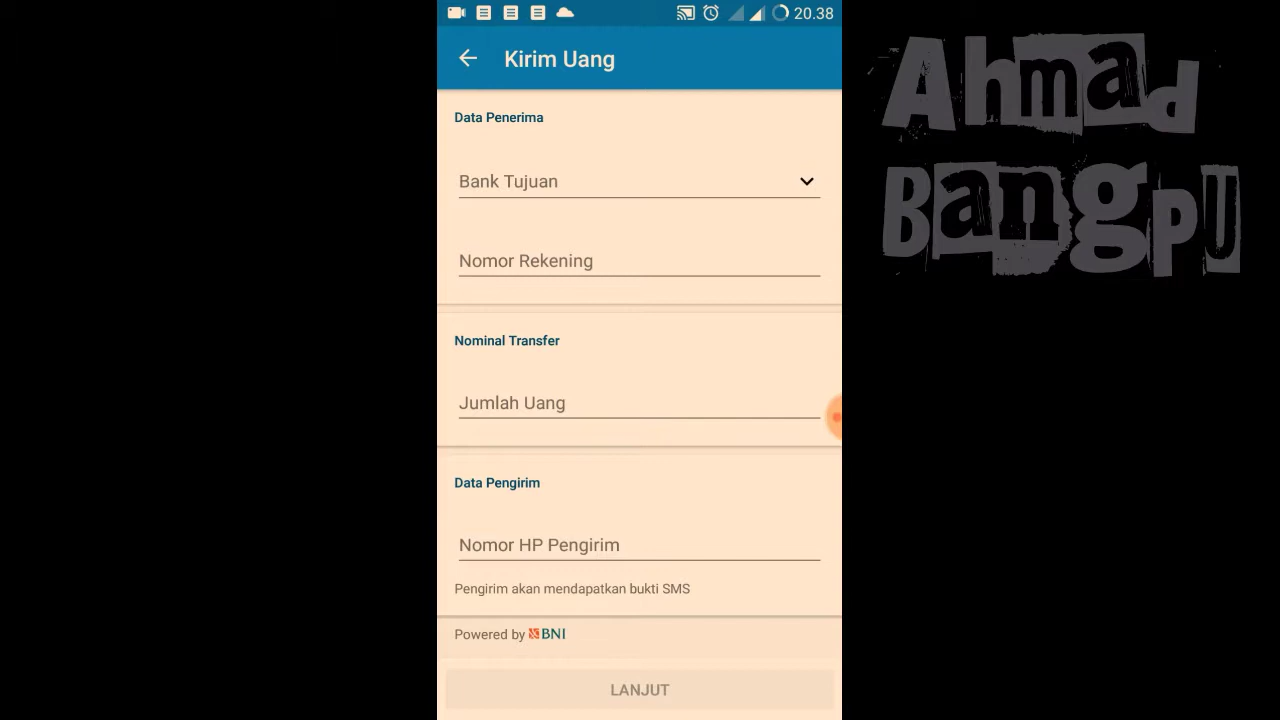 20.38
Kirim Uang
Data Penerima
Bank Tujuan
Nomor Rekening
Nominal Transfer
Jumlah Uang
Data Pengirim
Nomor HP Pengirim
Pengirim akan mendapatkan bukti SMS
Powered by BNI
LANJUT
Ahmad
BangPU